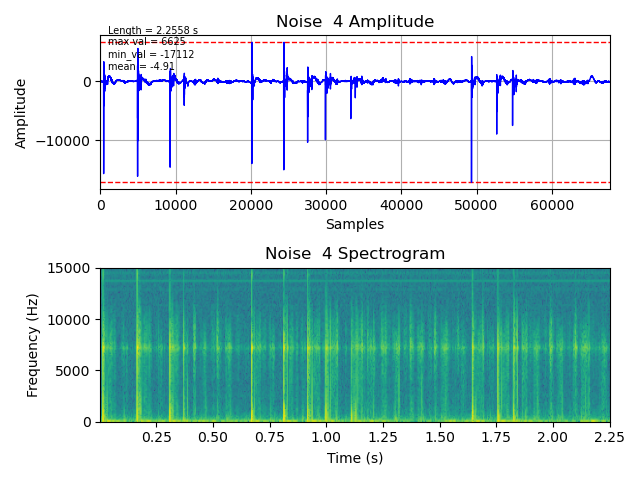 Noise  4 Amplitude
Length = 2.2558 s
max val = 6625
min_val = -17112
mean = -4.91
Amplitude
0
−10000
0 10000 20000 30000 40000 50000 60000
Samples
Noise  4 Spectrogram
Frequency (Hz)
15000
10000
5000
0
0.25 0.50 0.75 1.00 1.25 1.50 1.75 2.00 2.25
Time (s)